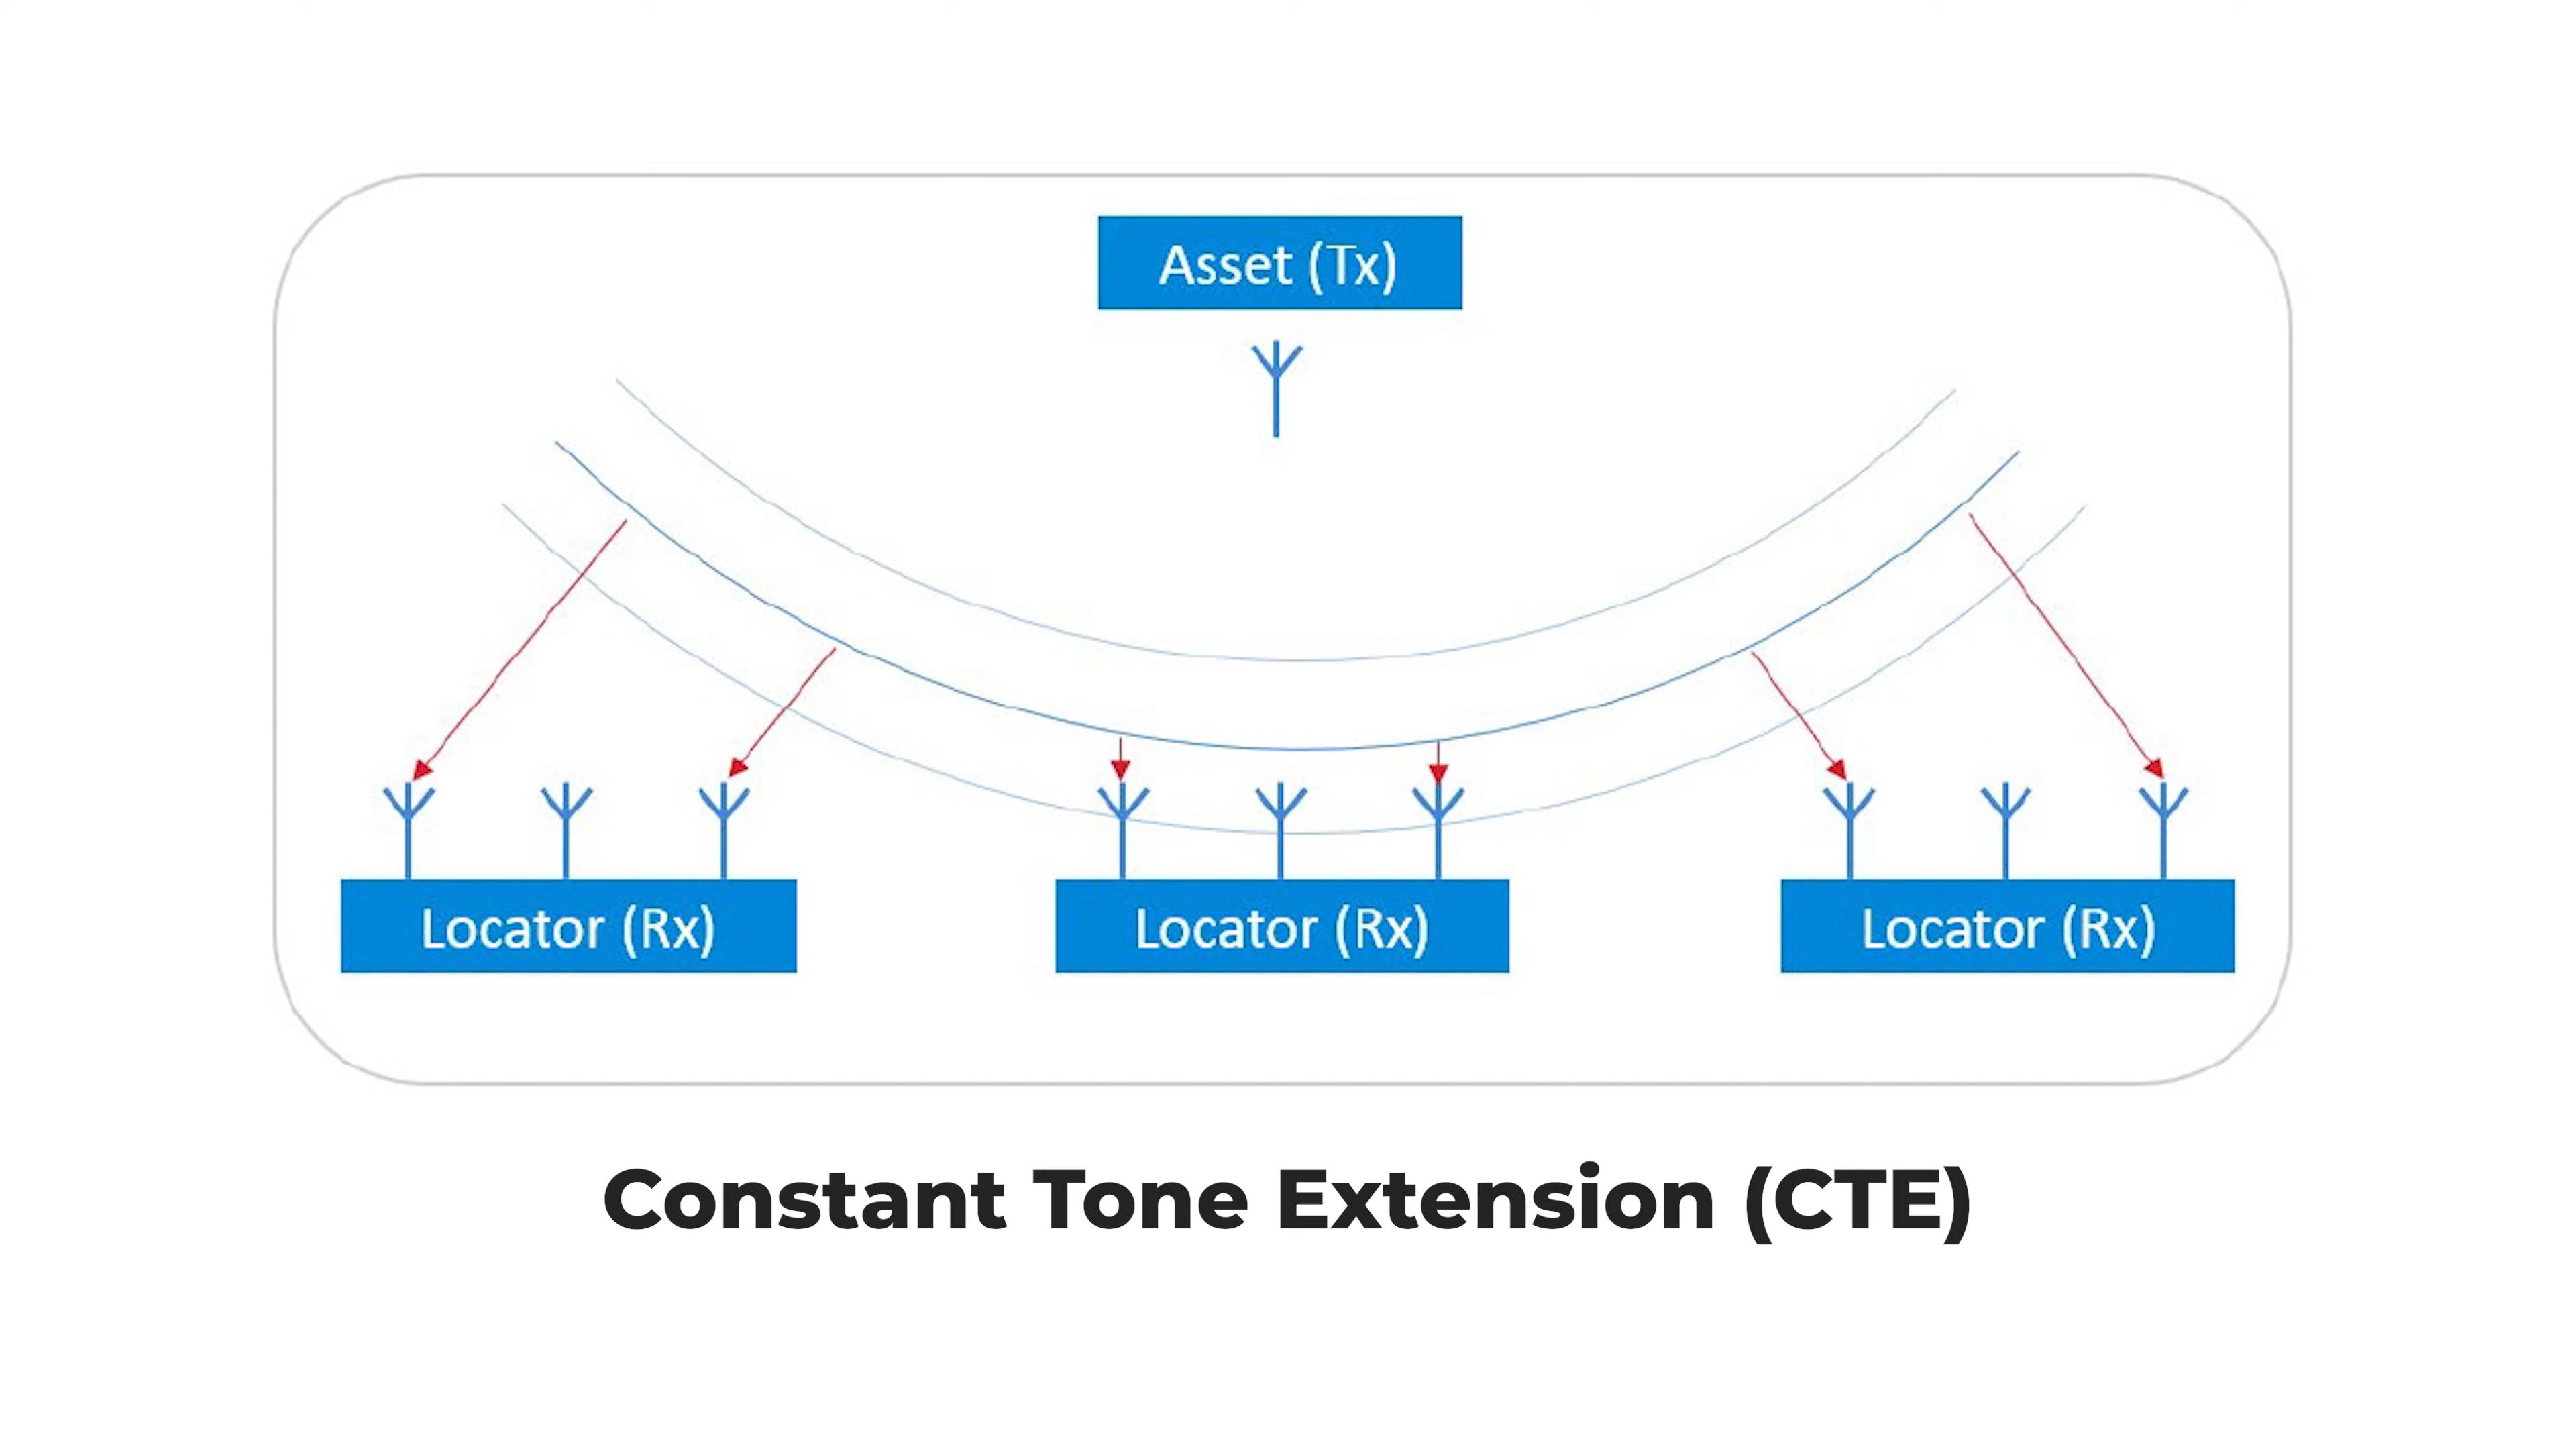 Asset (Tx)
Locator (Rx)
Locator (Rx)
Locator (Rx)
Constant Tone Extension (CTE)